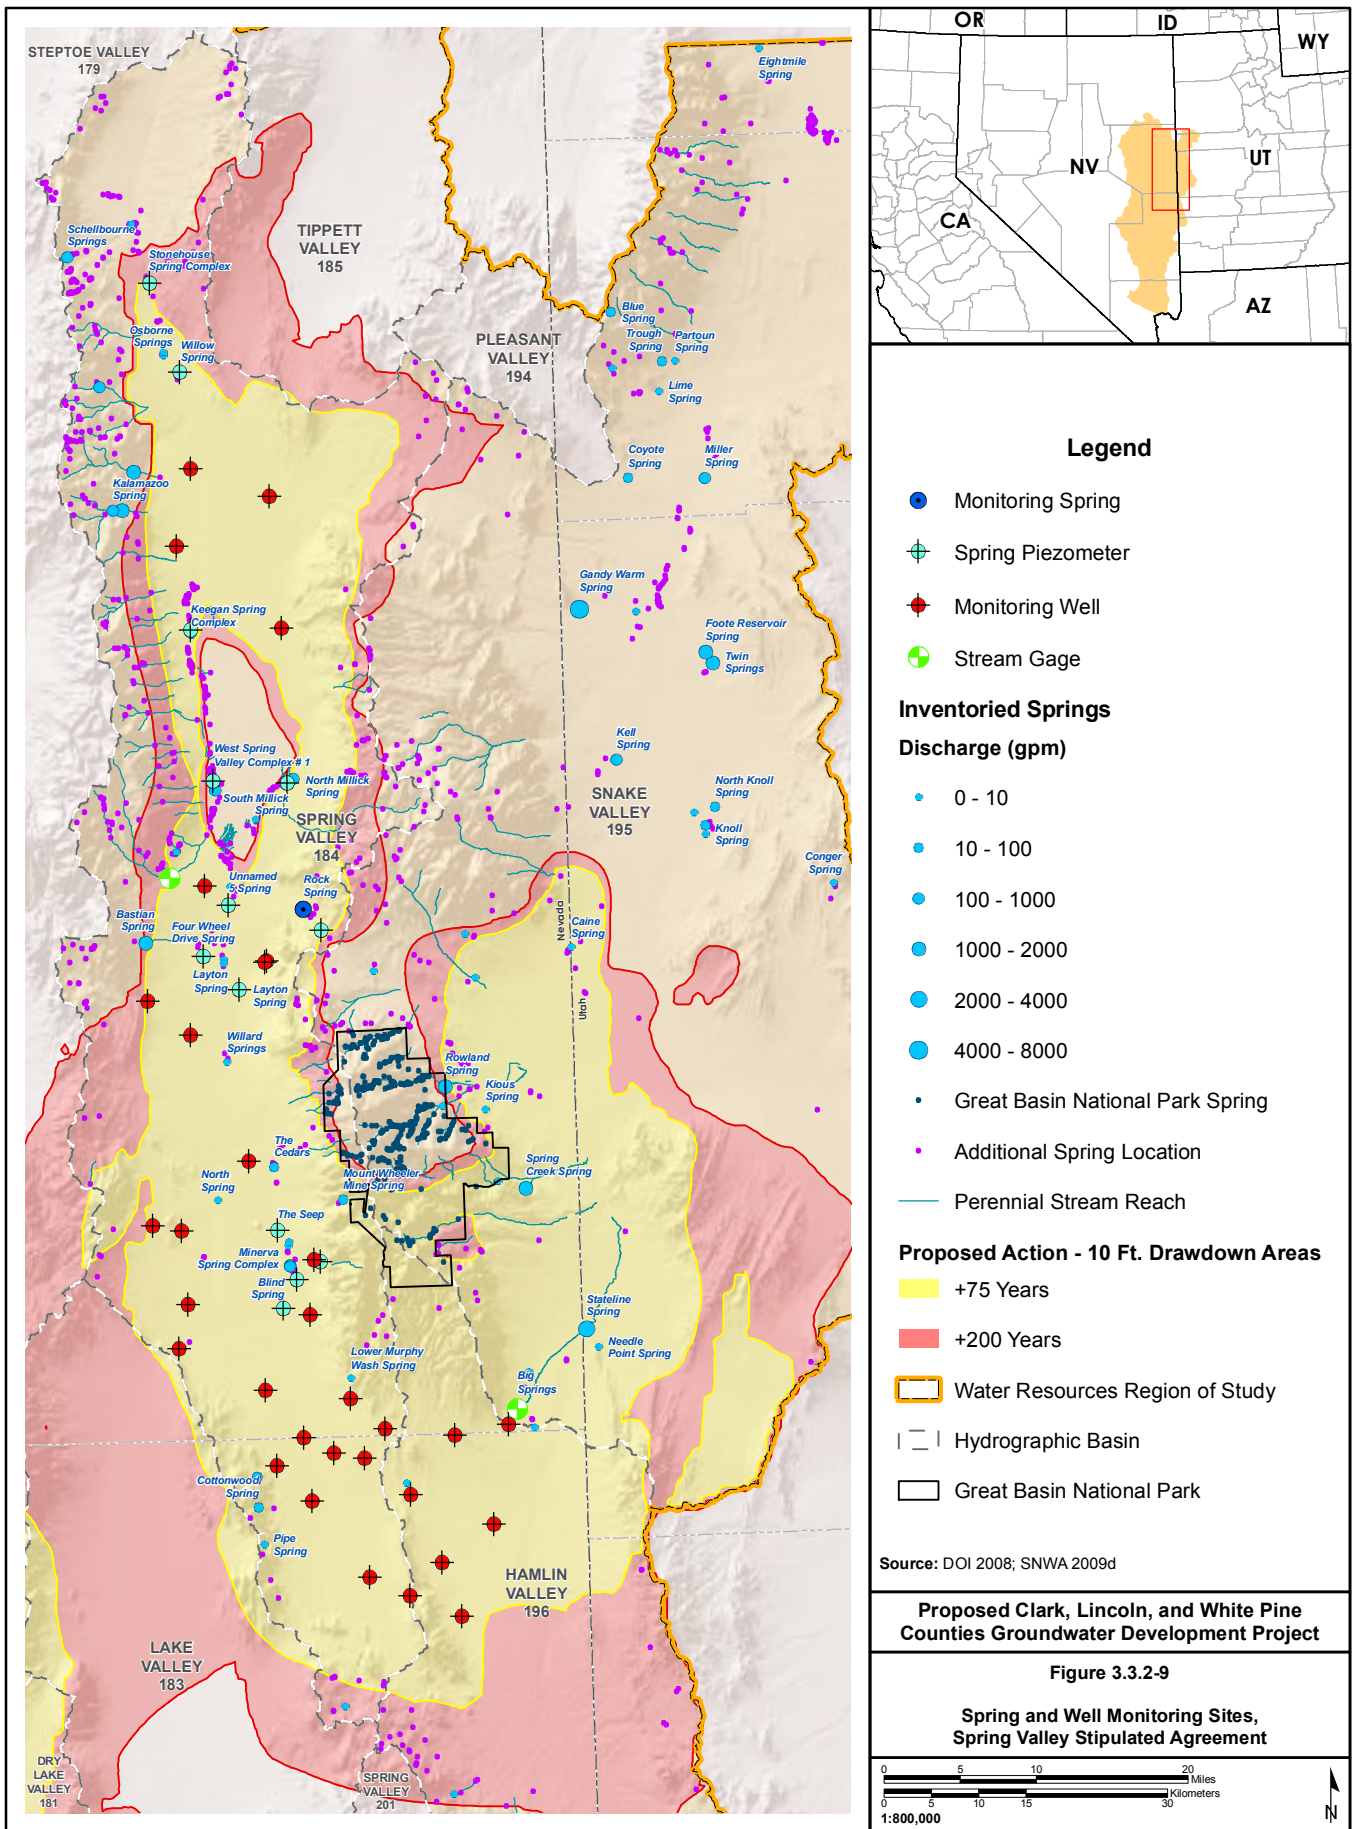 STEPTOE VALLEY
179
Eightmile
Spring
Schellbourne
Springs
Stonehouse
Spring Complex
TIPPETT
VALLEY
185
Blue
Spring
Trough
Spring
Partoun
Spring
PLEASANT
VALLEY
194
Osborne
Springs
Willow
Spring
Lime
Spring
Coyote
Spring
Miller
Spring
Kalamazoo
Spring
Gandy Warm
Spring
Keegan Spring
Complex
Foote Reservoir
Spring
Twin
Springs
Kell
Spring
West Spring
Valley Complex # 1
North Millick
Spring
South Millick
Spring
SNAKE
VALLEY
195
North Knoll
Spring
Knoll
Spring
SPRING
VALLEY
184
Conger
Spring
Unnamed
5 Spring
Rock
Spring
Bastian
Spring
Four Wheel
Drive Spring
Nevada
Caine
Spring
Layton
Spring
Layton
Spring
Utah
Willard
Springs
Rowland
Spring
Kious
Spring
The
Cedars
Mount Wheeler
Mine Spring
Spring
Creek Spring
North
Spring
The Seep
Minerva
Spring Complex
Blind
Spring
Stateline
Spring
Needle
Point Spring
Lower Murphy
Wash Spring
Big
Springs
Cottonwood
Spring
Pipe
Spring
HAMLIN
VALLEY
196
LAKE
VALLEY
183
DRY
LAKE
VALLEY
181
SPRING
VALLEY
201
OR
ID
WY
NV
UT
CA
AZ
Legend
Monitoring Spring
Spring Piezometer
Monitoring Well
Stream Gage
Inventoried Springs
Discharge (gpm)
0 - 10
10 - 100
100 - 1000
1000 - 2000
2000 - 4000
4000 - 8000
Great Basin National Park Spring
Additional Spring Location
Perennial Stream Reach
Proposed Action - 10 Ft. Drawdown Areas
+75 Years
+200 Years
Water Resources Region of Study
Hydrographic Basin
Great Basin National Park
Source: DOI 2008; SNWA 2009d
Proposed Clark, Lincoln, and White Pine
Counties Groundwater Development Project
Figure 3.3.2-9
Spring and Well Monitoring Sites,
Spring Valley Stipulated Agreement
0 5 10 20
Miles
Kilometers
0 5 10 15 30
1:800,000
N